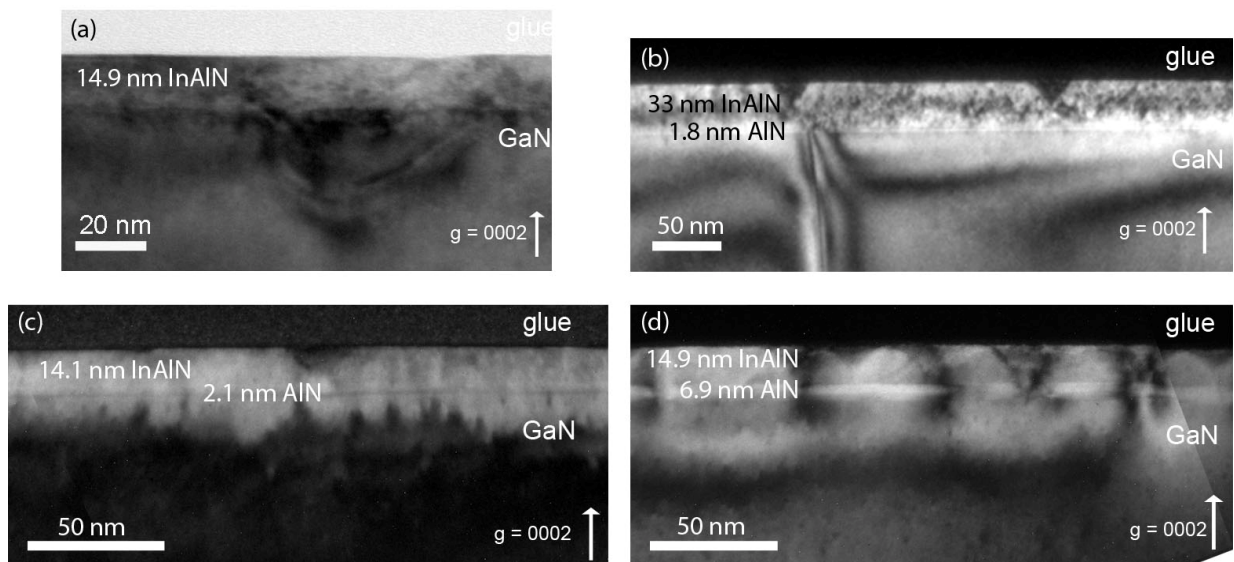 (a)
glue
14.9 nm InAlN
GaN
20 nm
g = 0002
(b)
glue
33 nm InAlN
1.8 nm AlN
GaN
50 nm
g = 0002
(c)
glue
14.1 nm InAlN
2.1 nm AlN
GaN
50 nm
g = 0002
(d)
glue
14.9 nm InAlN
6.9 nm AlN
GaN
50 nm
g = 0002